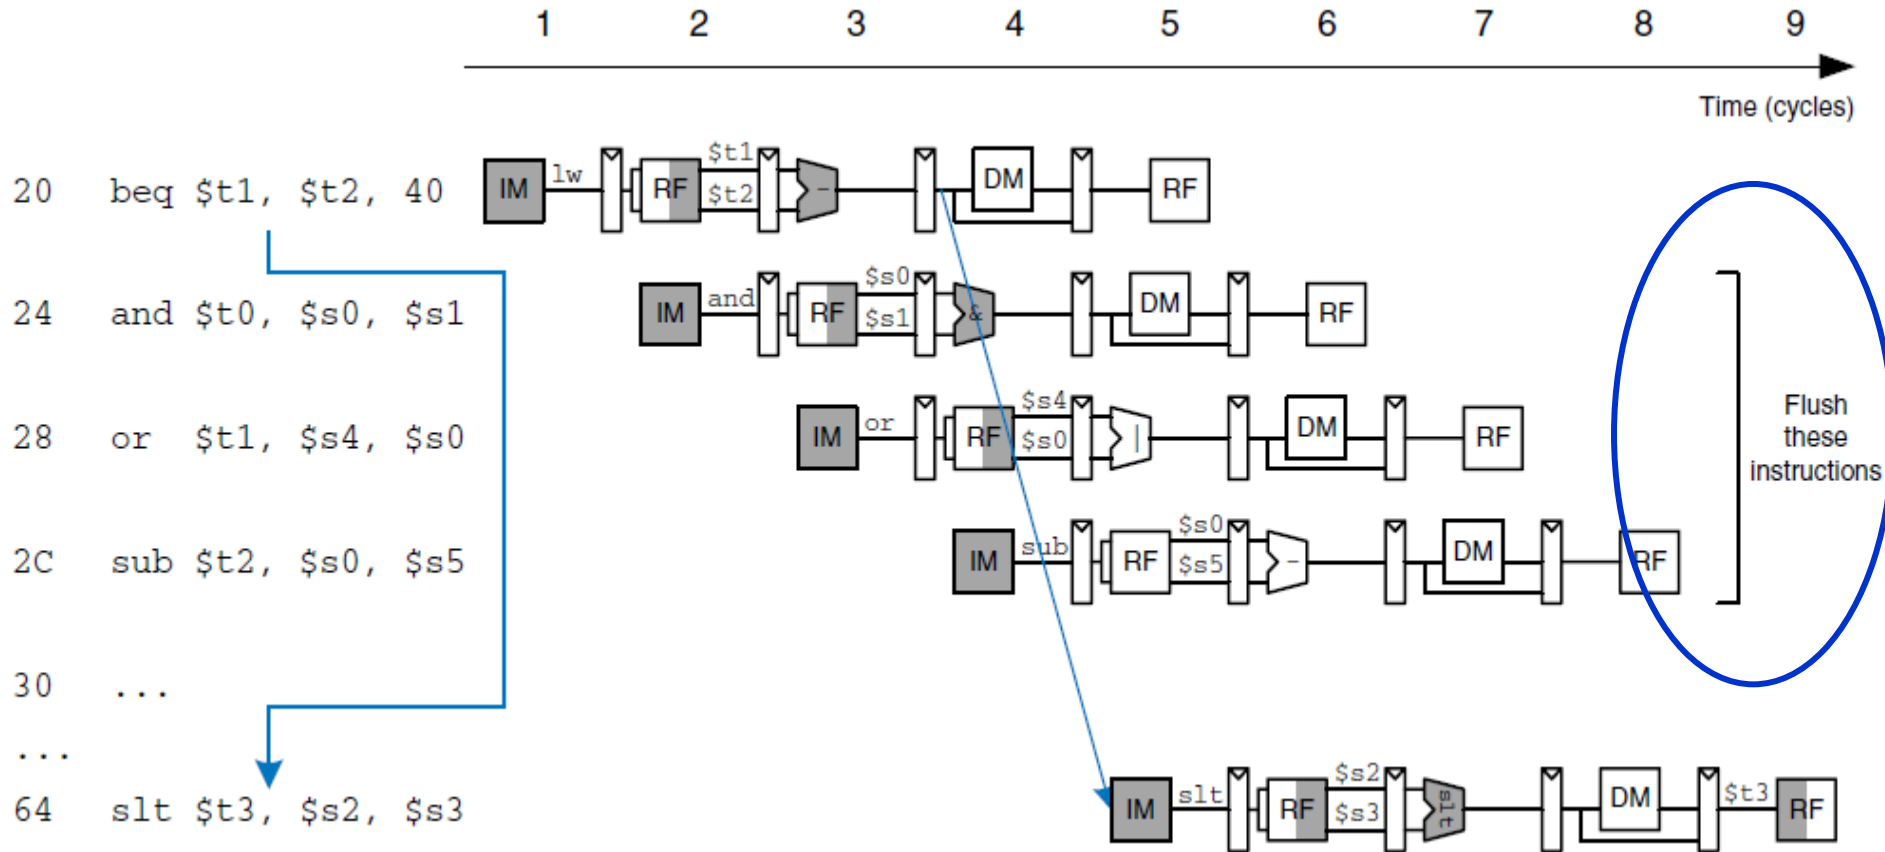 1 2 3 4 5 6 7 8 9
Time (cycles)
20 beq $t1, $t2, 40 IM lw RF $t1 $t2 - DM RF
24 and $t0, $s0, $s1 IM and RF $s0 $s1 & DM RF
28 or $t1, $s4, $s0 IM or RF $s4 $s0 | DM RF
2C sub $t2, $s0, $s5 IM sub RF $s0 $s5 - DM RF
Flush
these
instructions
30 ...
...
64 slt $t3, $s2, $s3 IM slt RF $s2 $s3 slt DM $t3 RF